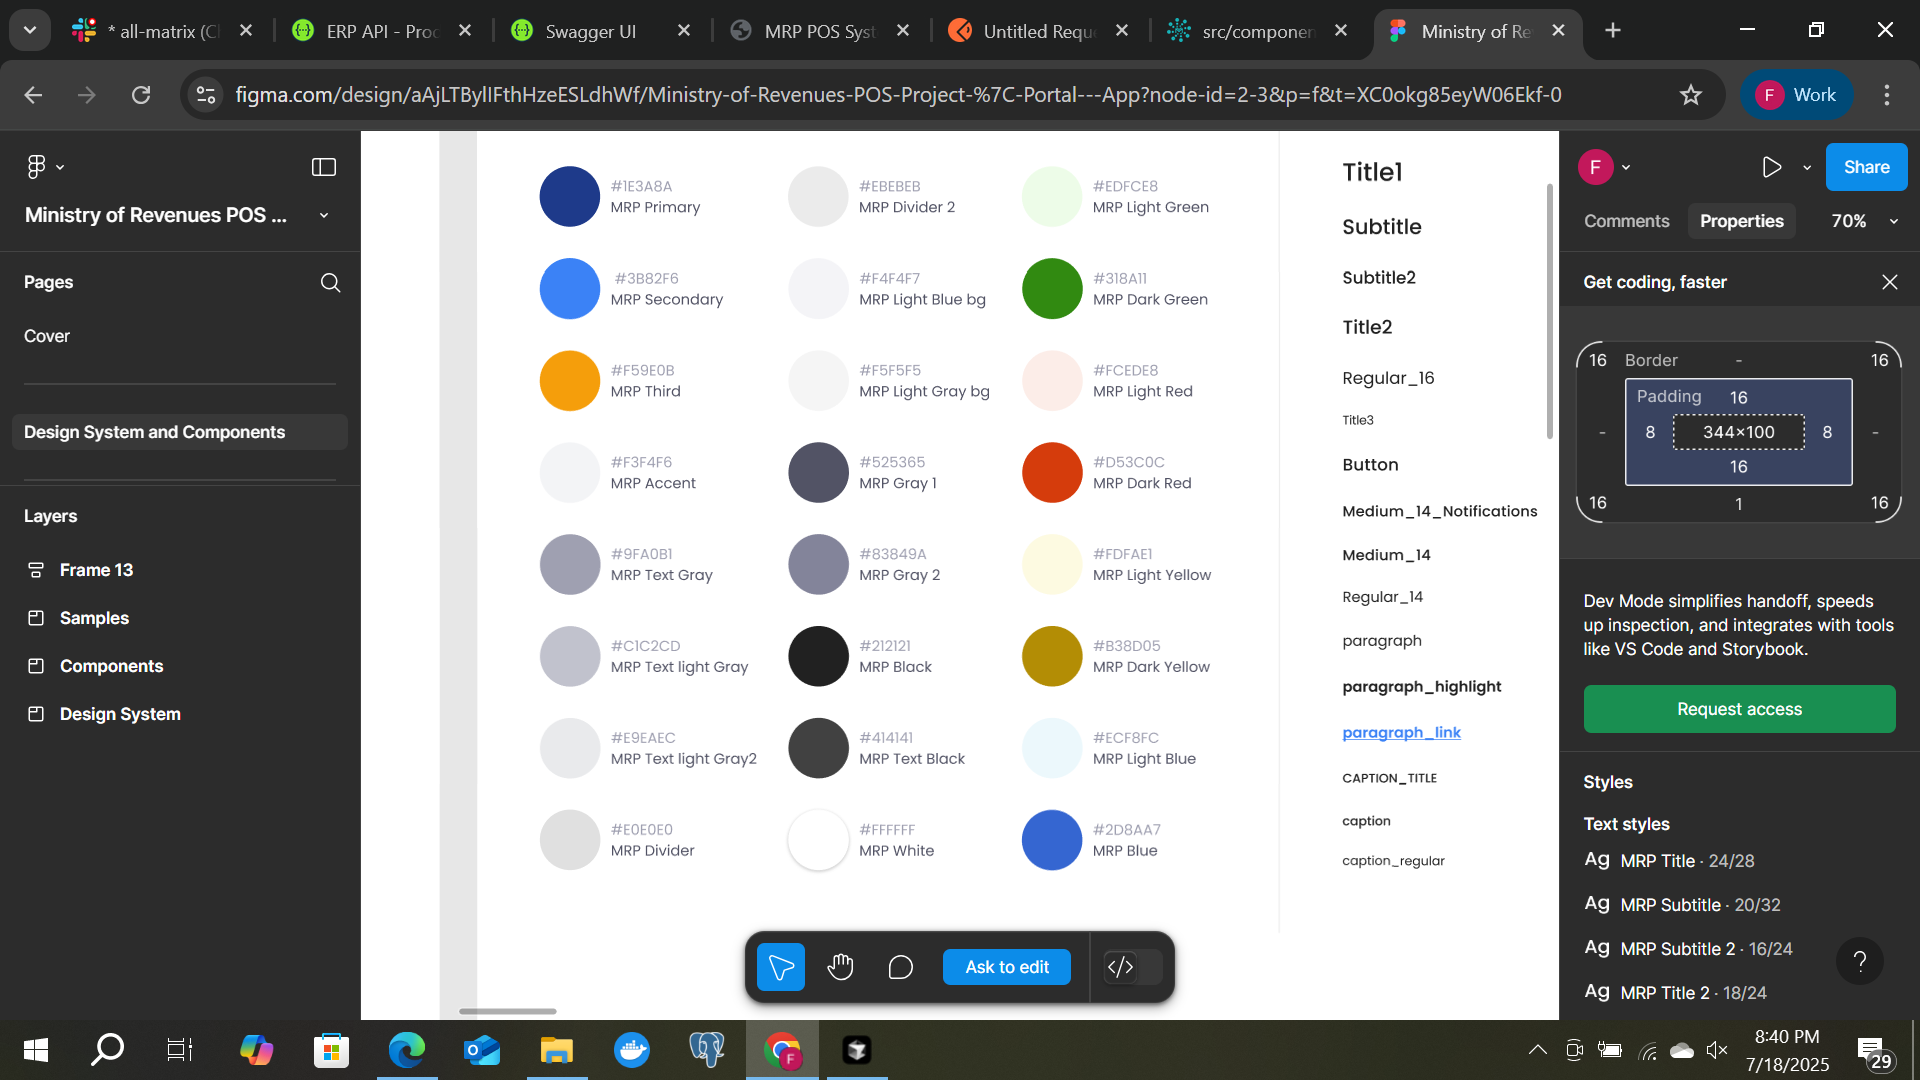 * all-matrix (Cl
ERP API - Proc
Swagger UI
MRP POS Syst
Untitled Reque
src/componen
Ministry of Re
figma.com/design/aAjLTBylIFthHzeESLdhWf/Ministry-of-Revenues-POS-Project-%7C-Portal---App?node-id=2-3&p=f&t=XC0okg85eyW06Ekf-0
F
Work
Ministry of Revenues POS ...
Pages
Cover
Design System and Components
Layers
Frame 13
Samples
Components
Design System
#1E3A8A
MRP Primary
#3B82F6
MRP Secondary
#F59E0B
MRP Third
#F3F4F6
MRP Accent
#9FA0B1
MRP Text Gray
#C1C2CD
MRP Text light Gray
#E9EAEC
MRP Text light Gray2
#E0E0E0
MRP Divider
#EBEBEB
MRP Divider 2
#F4F4F7
MRP Light Blue bg
#F5F5F5
MRP Light Gray bg
#525365
MRP Gray 1
#83849A
MRP Gray 2
#212121
MRP Black
#414141
MRP Text Black
#FFFFFF
MRP White
#EDFCE8
MRP Light Green
#318A11
MRP Dark Green
#FCEDE8
MRP Light Red
#D53C0C
MRP Dark Red
#FDFAE1
MRP Light Yellow
#B38D05
MRP Dark Yellow
#ECF8FC
MRP Light Blue
#2D8AA7
MRP Blue
Title1
Subtitle
Subtitle2
Title2
Regular_16
Title3
Button
Medium_14_Notifications
Medium_14
Regular_14
paragraph
paragraph_highlight
paragraph_link
CAPTION_TITLE
caption
caption_regular
Ask to edit
F
Share
Comments
Properties
70%
Get coding, faster
16
Border
-
16
Padding
16
-
8
344×100
8
-
16
16
1
16
Dev Mode simplifies handoff, speeds
up inspection, and integrates with tools
like VS Code and Storybook.
Request access
Styles
Text styles
Ag MRP Title · 24/28
Ag MRP Subtitle · 20/32
Ag MRP Subtitle 2 · 16/24
Ag MRP Title 2 · 18/24
?
F
8:40 PM
7/18/2025
29